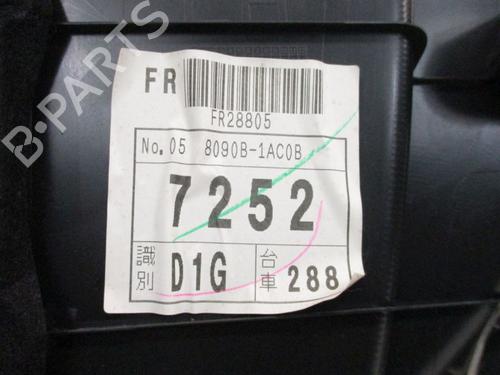 FR
FR28805
No. 05 8090B-1AC0B
7252
識別 D1G 台車 288
B-PARTS